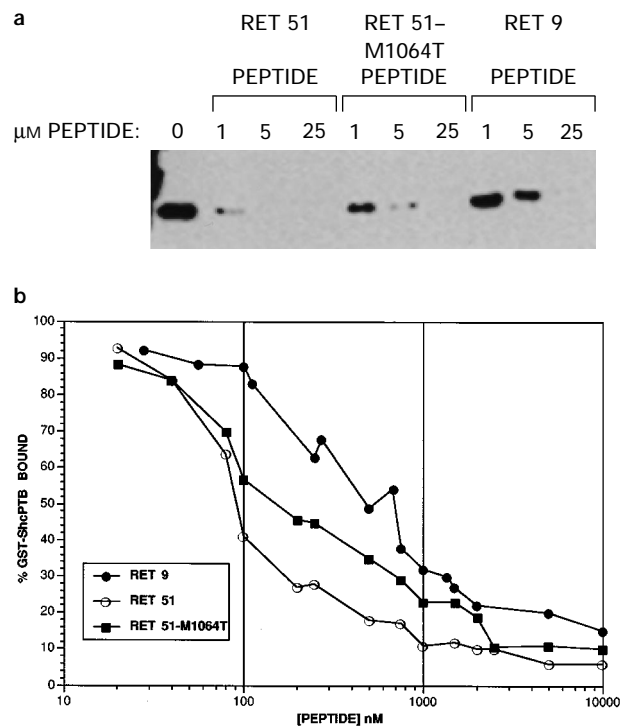 a
RET 51 RET 51– RET 9
M1064T
PEPTIDE PEPTIDE PEPTIDE
μM PEPTIDE: 0 1 5 25 1 5 25 1 5 25
b
100
90
80
70
60
50
40
30
20
10
0
% GST-ShcPTB BOUND
RET 9
RET 51
RET 51-M1064T
10 100 1000 10000
[PEPTIDE] nM